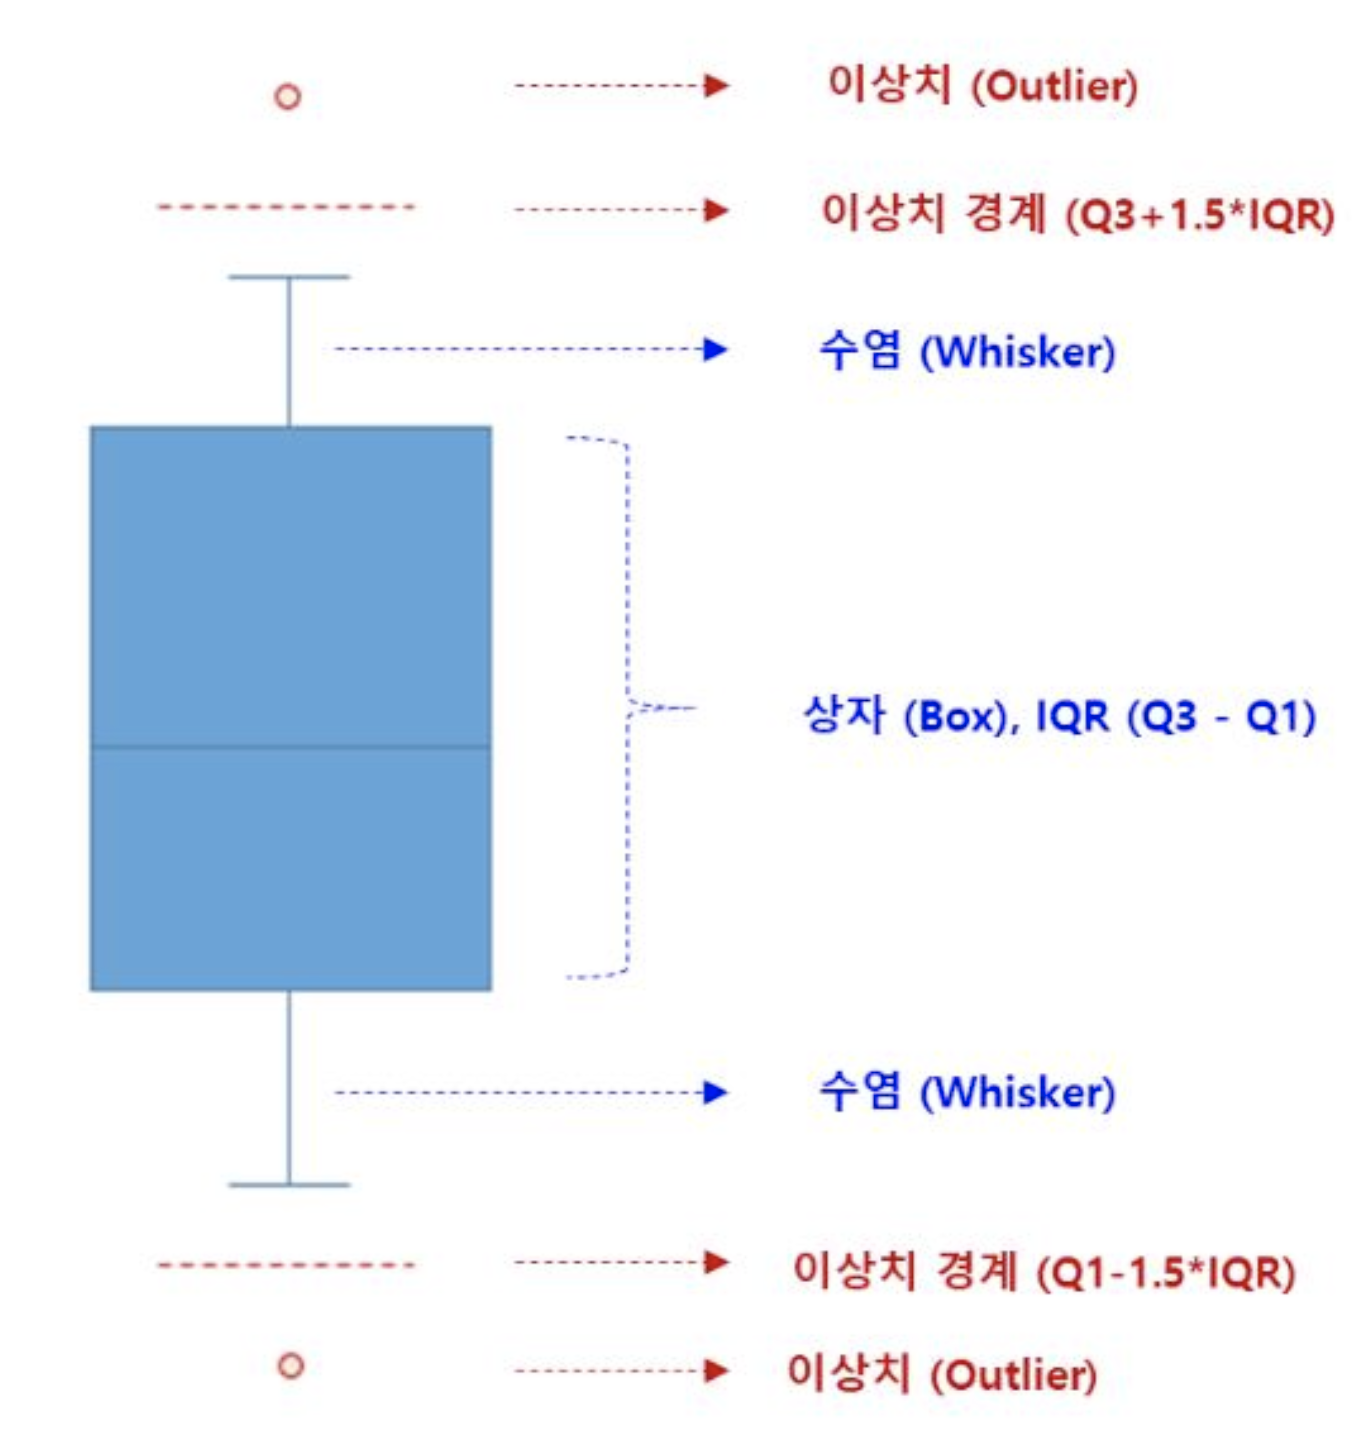 이상치 (Outlier)
이상치 경계 (Q3+1.5*IQR)
수염 (Whisker)
상자 (Box), IQR (Q3 - Q1)
수염 (Whisker)
이상치 경계 (Q1-1.5*IQR)
이상치 (Outlier)